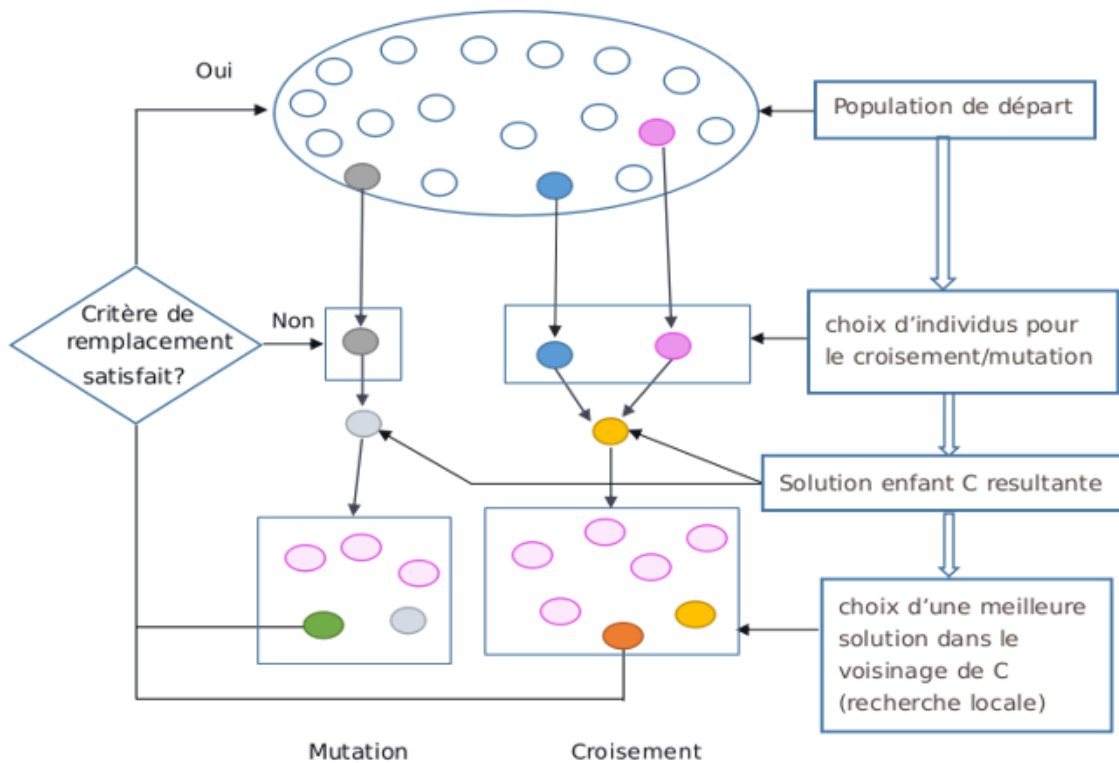 Oui
Population de départ
Critère de
remplacement
satisfait?
Non
choix d'individus pour
le croisement/mutation
Solution enfant C resultante
choix d'une meilleure
solution dans le
voisinage de C
(recherche locale)
Mutation
Croisement